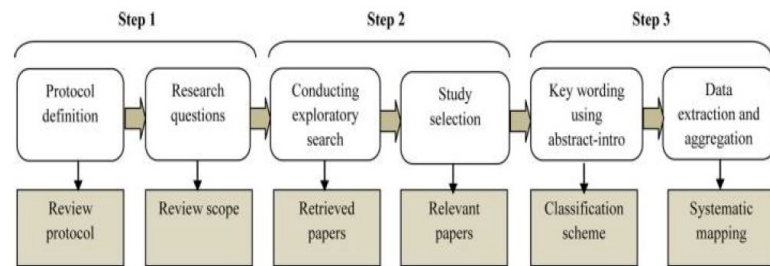 Step 1
Step 2
Step 3
Protocol
definition
Research
questions
Conducting
exploratory
search
Study
selection
Key wording
using
abstract-intro
Data
extraction and
aggregation
Review
protocol
Review scope
Retrieved
papers
Relevant
papers
Classification
scheme
Systematic
mapping